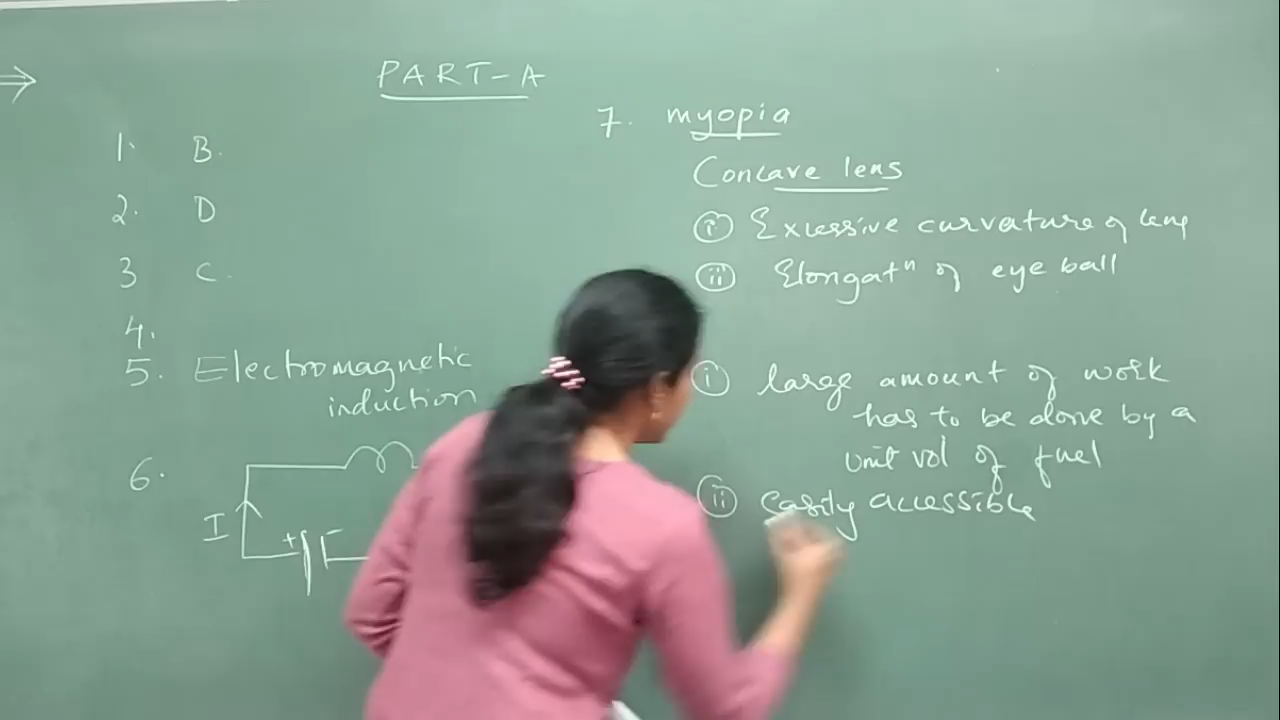 PART-A
1. B.
2. D
3 C.
4.
5. Electromagnetic
induction
6.
I
+
7. myopia
Concave lens
(i) Excessive curvature of lens
(ii) Elongatⁿ of eye ball
(i) large amount of work
has to be done by a
unit vol of fuel
(ii) easily accessible